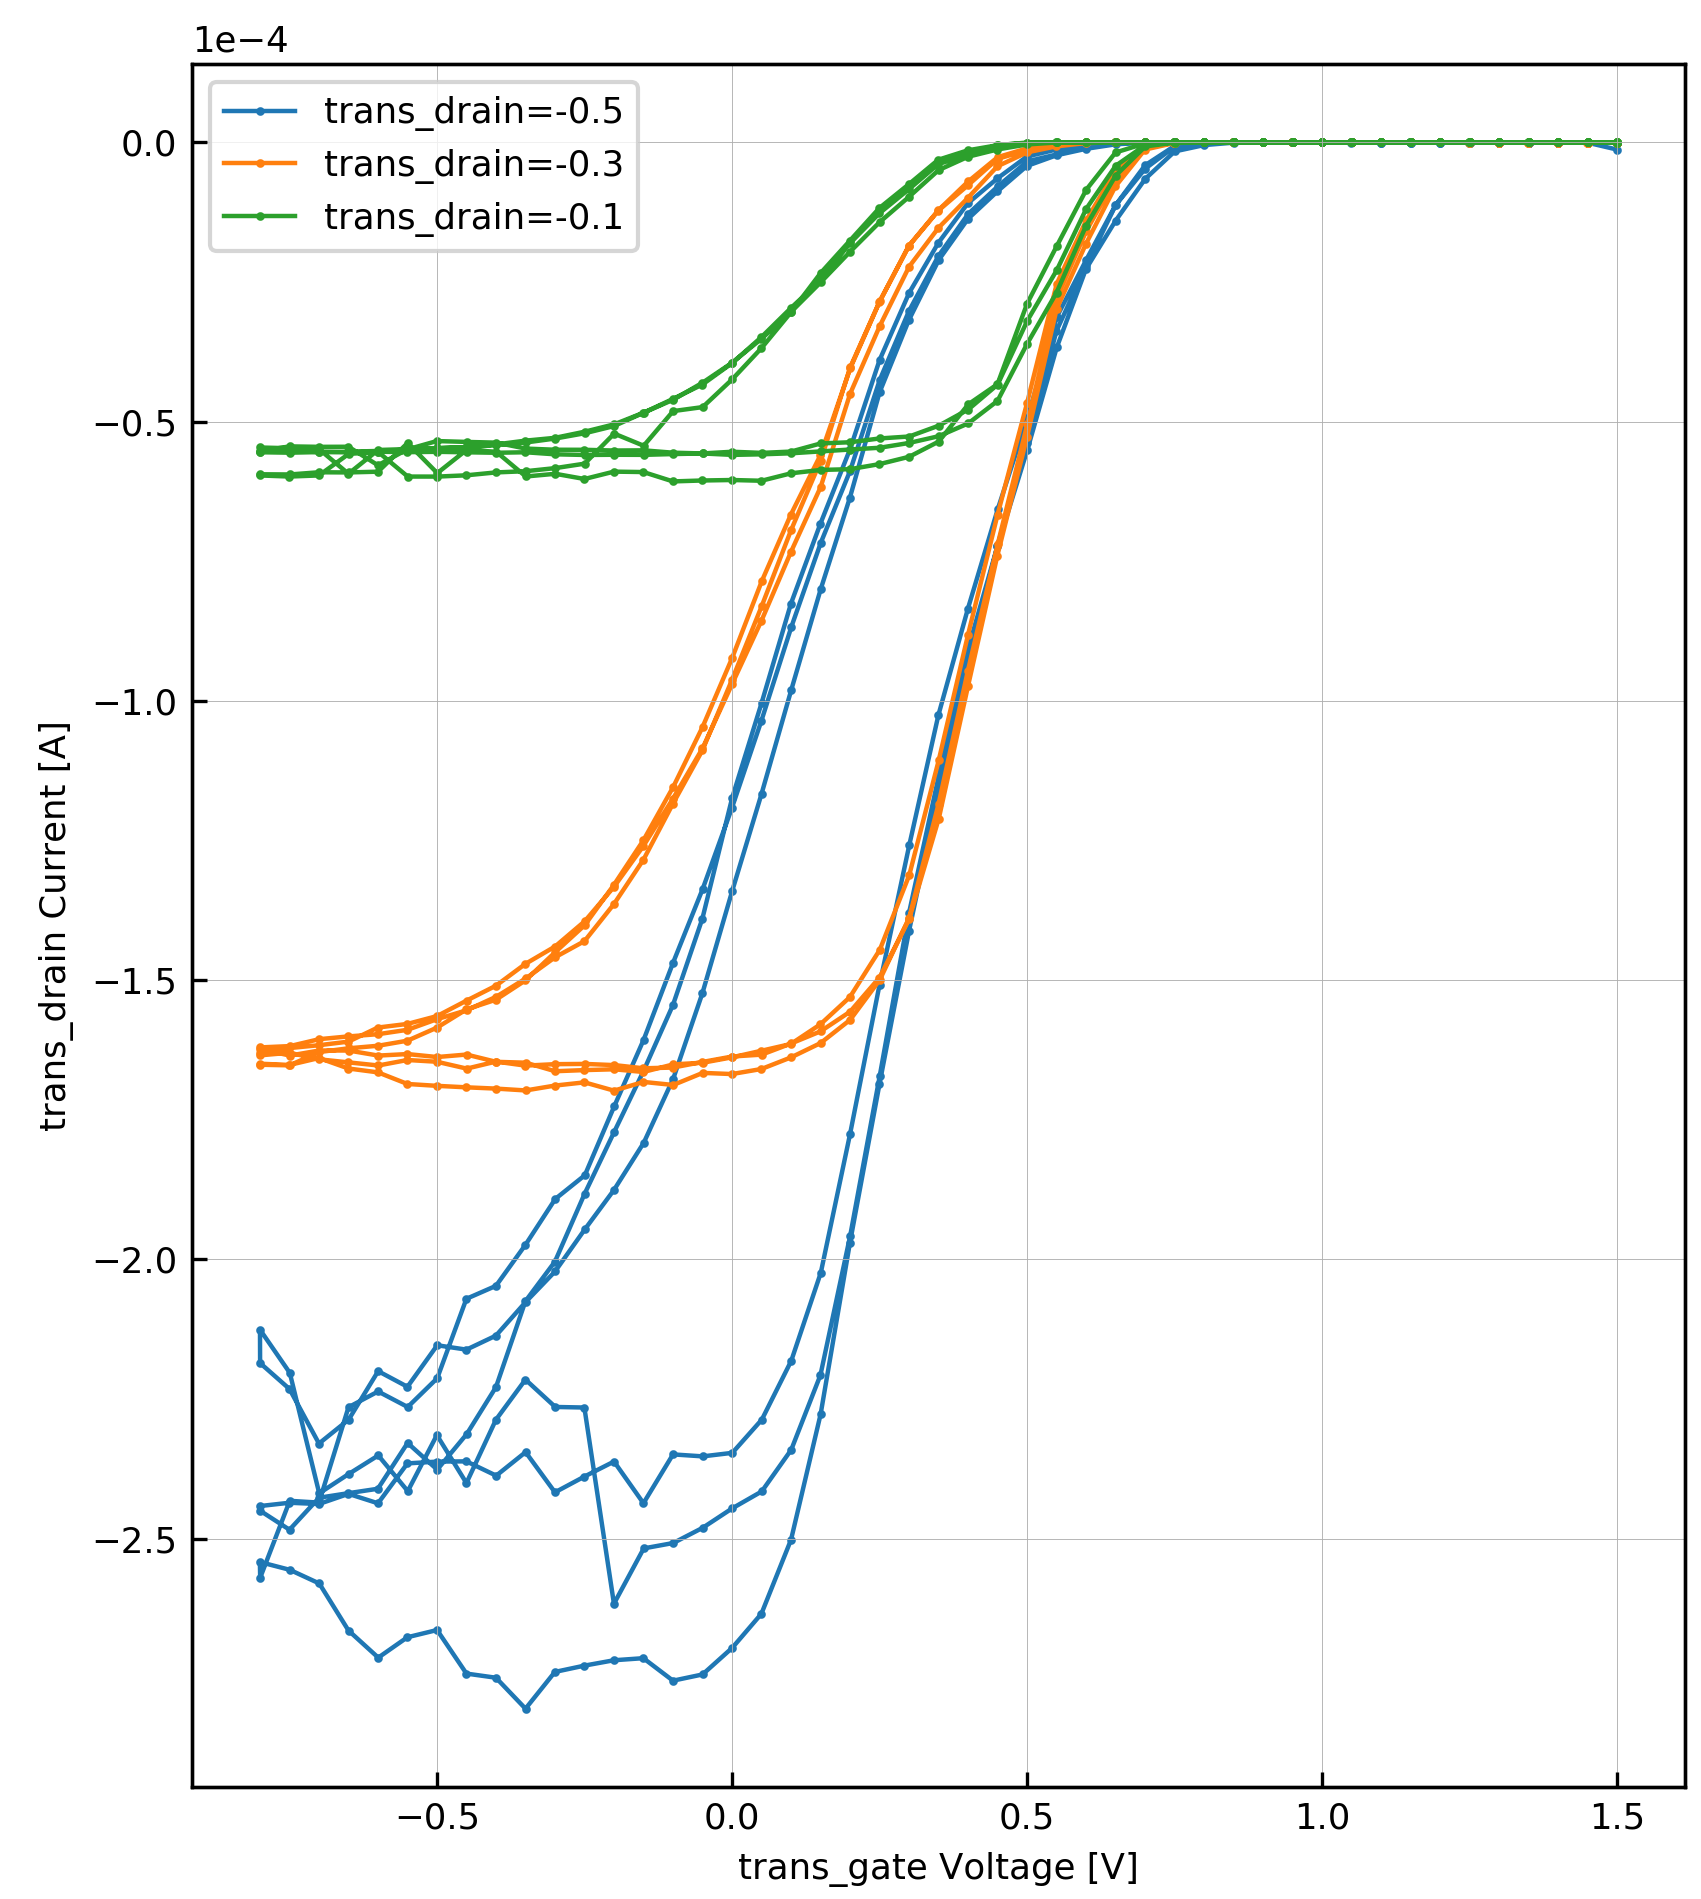 1e−4
trans_drain=-0.5
trans_drain=-0.3
trans_drain=-0.1
0.0
−0.5
−1.0
−1.5
−2.0
−2.5
trans_drain Current [A]
−0.5 0.0 0.5 1.0 1.5
trans_gate Voltage [V]